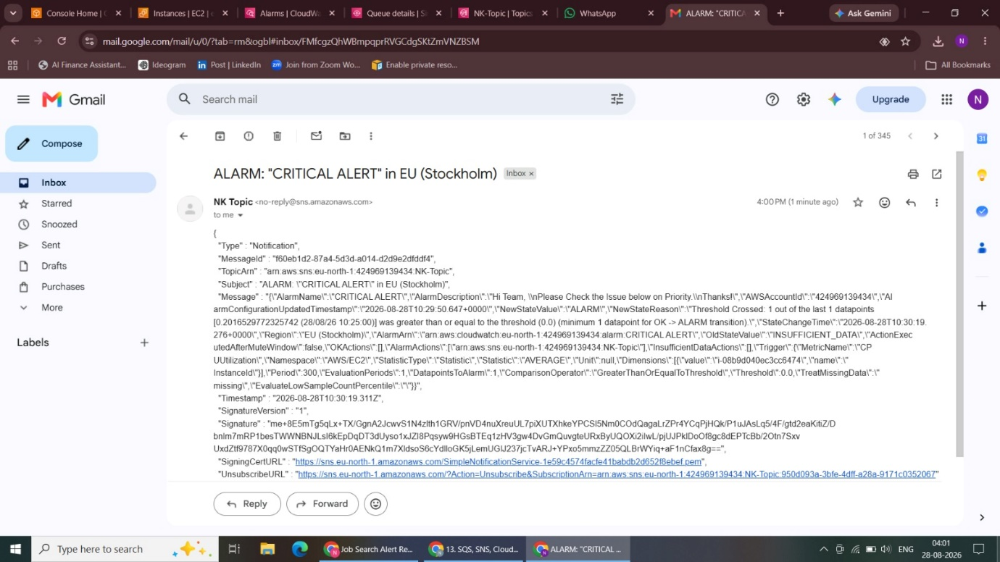 Console Home | C
Instances | EC2 | e
Alarms | CloudWa
Queue details | Si
NK-Topic | Topics
WhatsApp
ALARM: "CRITICA
Ask Gemini
mail.google.com/mail/u/0/?tab=rm&ogbl#inbox/FMfcgzQhWBmpqprRVGCdgSKtZmVNZBSM
N
AI Finance Assistant...
Ideogram
Post | LinkedIn
Join from Zoom Wo...
Enable private reso...
All Bookmarks
Gmail
Search mail
Upgrade
N
Compose
1 of 345
Inbox
Starred
Snoozed
Sent
Drafts
Purchases
More
Labels
ALARM: "CRITICAL ALERT" in EU (Stockholm)
Inbox x
NK Topic <no-reply@sns.amazonaws.com>
4:00 PM (1 minute ago)
to me
{
"Type" : "Notification",
"MessageId" : "f60eb1d2-87a4-5d3d-a014-d2d9e2dfddf4",
"TopicArn" : "arn:aws:sns:eu-north-1:424969139434:NK-Topic",
"Subject" : "ALARM: \"CRITICAL ALERT\" in EU (Stockholm)",
"Message" : "{\"AlarmName\":\"CRITICAL ALERT\",\"AlarmDescription\":\"Hi Team, \\nPlease Check the Issue below on Priority.\\nThanks!\",\"AWSAccountId\":\"424969139434\",\"Al
armConfigurationUpdatedTimestamp\":\"2026-08-28T10:29:50.647+0000\",\"NewStateValue\":\"ALARM\",\"NewStateReason\":\"Threshold Crossed: 1 out of the last 1 datapoints
[0.2016529772325742 (28/08/26 10:25:00)] was greater than or equal to the threshold (0.0) (minimum 1 datapoint for OK -> ALARM transition).\",\"StateChangeTime\":\"2026-08-28T10:30:19.
276+0000\",\"Region\":\"EU (Stockholm)\",\"AlarmArn\":\"arn:aws:cloudwatch:eu-north-1:424969139434:alarm:CRITICAL ALERT\",\"OldStateValue\":\"INSUFFICIENT_DATA\",\"ActionExec
utedAfterMuteWindow\":false,\"OKActions\":[],\"AlarmActions\":[\"arn:aws:sns:eu-north-1:424969139434:NK-Topic\"],\"InsufficientDataActions\":[],\"Trigger\":{\"MetricName\":\"CP
UUtilization\",\"Namespace\":\"AWS/EC2\",\"StatisticType\":\"Statistic\",\"Statistic\":\"AVERAGE\",\"Unit\":null,\"Dimensions\":[{\"value\":\"i-08b9d040ec3cc6474\",\"name\":\"
InstanceId\"}],\"Period\":300,\"EvaluationPeriods\":1,\"DatapointsToAlarm\":1,\"ComparisonOperator\":\"GreaterThanOrEqualToThreshold\",\"Threshold\":0.0,\"TreatMissingData\":\"
missing\",\"EvaluateLowSampleCountPercentile\":\"\"}}",
"Timestamp" : "2026-08-28T10:30:19.311Z",
"SignatureVersion" : "1",
"Signature" : "me+8E5mTg5qLx+TX/GgnA2JcwvS1N4zlth1GRV/pnVD4nuXreuUL7piXUTXhkeYPCSl5Nm0COdQagaLrZPr4YCqPjHQk/P1uJAsLq5/4F/gtd2eaKitiZ/D
bnlm7mRP1besTWWNBNJLsl6kEpDqDT3dUyso1xJZI8Pqsyw9HGsBTEq1zHV3gw4DvGmQuvgteURxByUQOXi2ilwL/pjUJPklDoOf8gc8dEPTcBb/2Otn7Sxv
UxdZtf9787X0qq0wSTfSgOQTYaHr0AENkQ1m7XldsoS6cYdlloGK5jLemUGlJ237jcTvARJ+YPxo5mmzZZ05QLBrWYiq+aF1nCfax8g==",
"SigningCertURL" : "https://sns.eu-north-1.amazonaws.com/SimpleNotificationService-1e59c4574facfe41babdb2d652f8ebef.pem",
"UnsubscribeURL" : "https://sns.eu-north-1.amazonaws.com/?Action=Unsubscribe&SubscriptionArn=arn:aws:sns:eu-north-1:424969139434:NK-Topic:950d093a-3bfe-4dff-a28a-9171c0352067"
Reply
Forward
Type here to search
Job Search Alert Re...
13. SQS, SNS, Cloud...
ALARM: "CRITICAL ...
ENG
04:01
28-08-2026